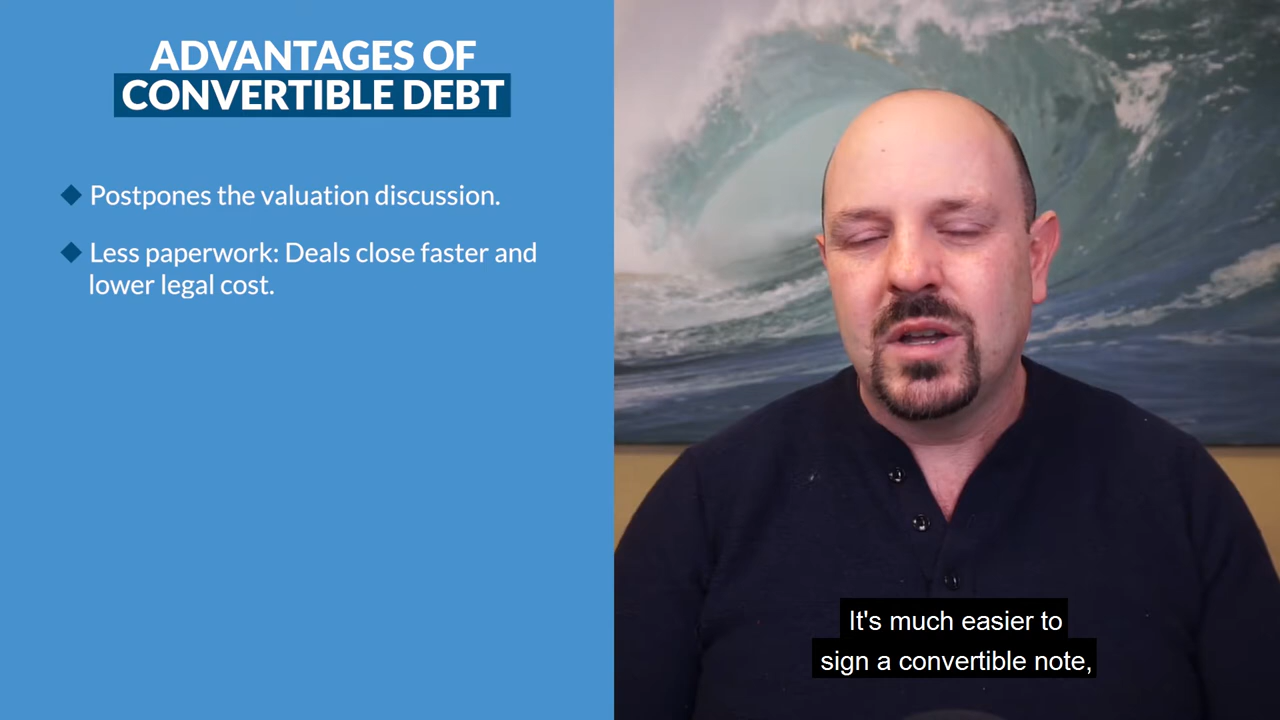 ADVANTAGES OF
CONVERTIBLE DEBT
Postpones the valuation discussion.
Less paperwork: Deals close faster and
lower legal cost.
It's much easier to
sign a convertible note,